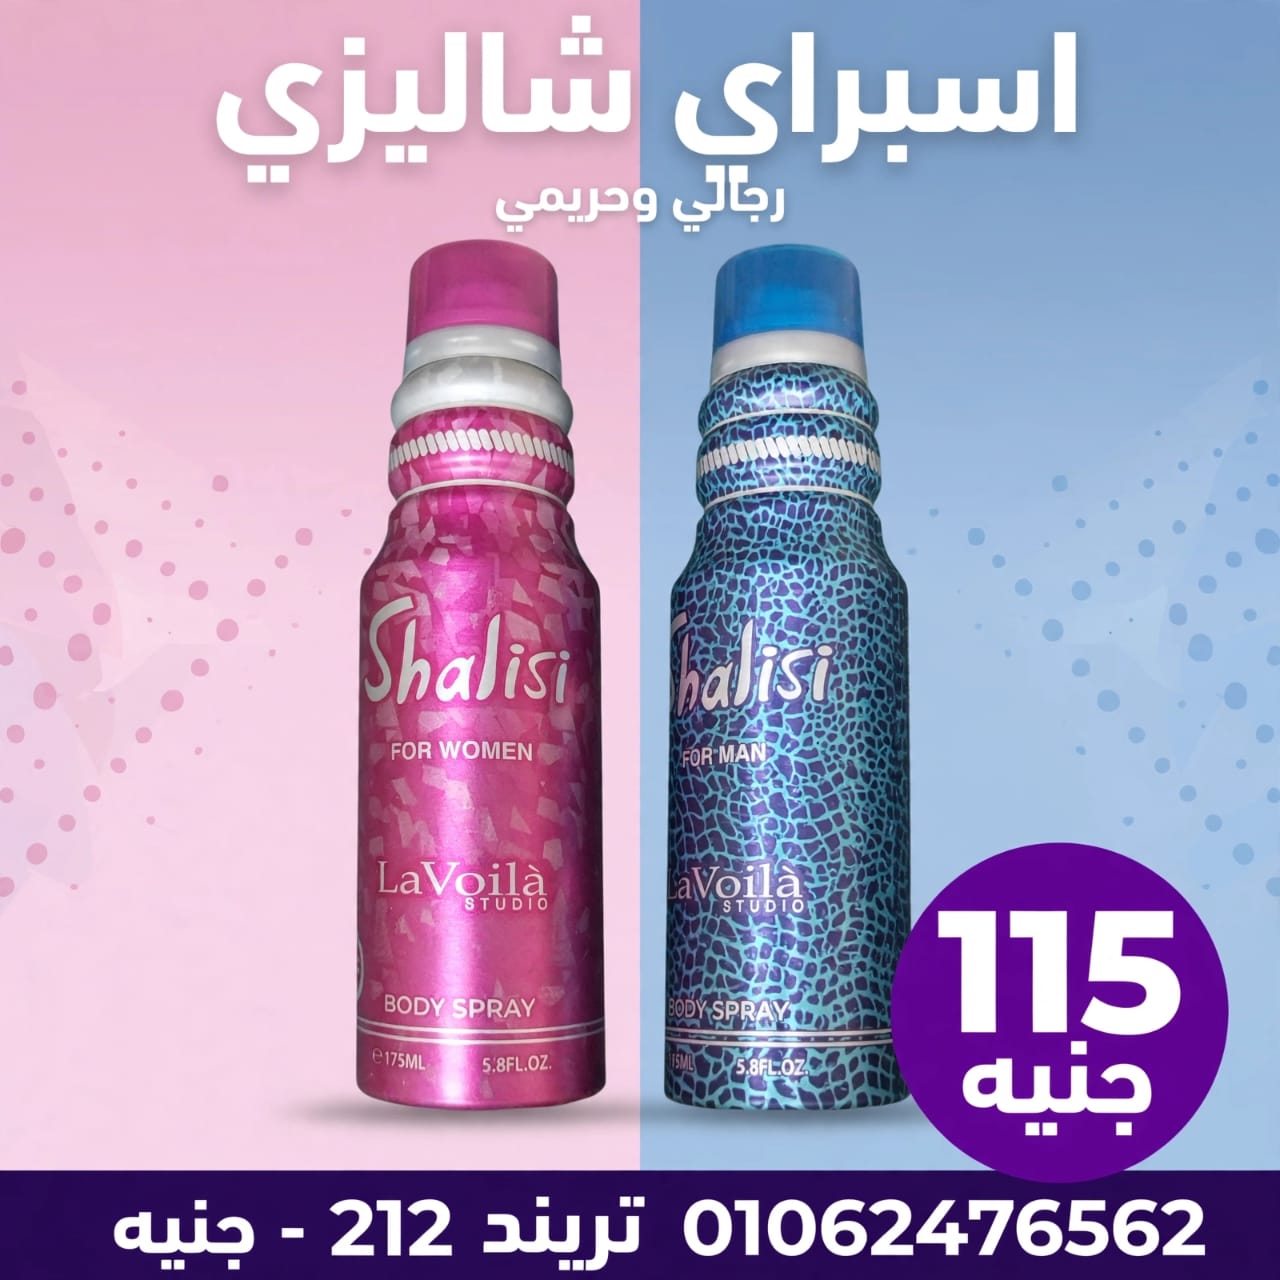 اسبراي شاليزي
رجالي وحريمي
Shalisi
FOR WOMEN
LaVoilà
STUDIO
BODY SPRAY
℮175ML 5.8FL.OZ.
Shalisi
FOR MAN
LaVoilà
STUDIO
BODY SPRAY
5.8FL.OZ.
115
جنيه
01062476562 تريند 212 - جنيه